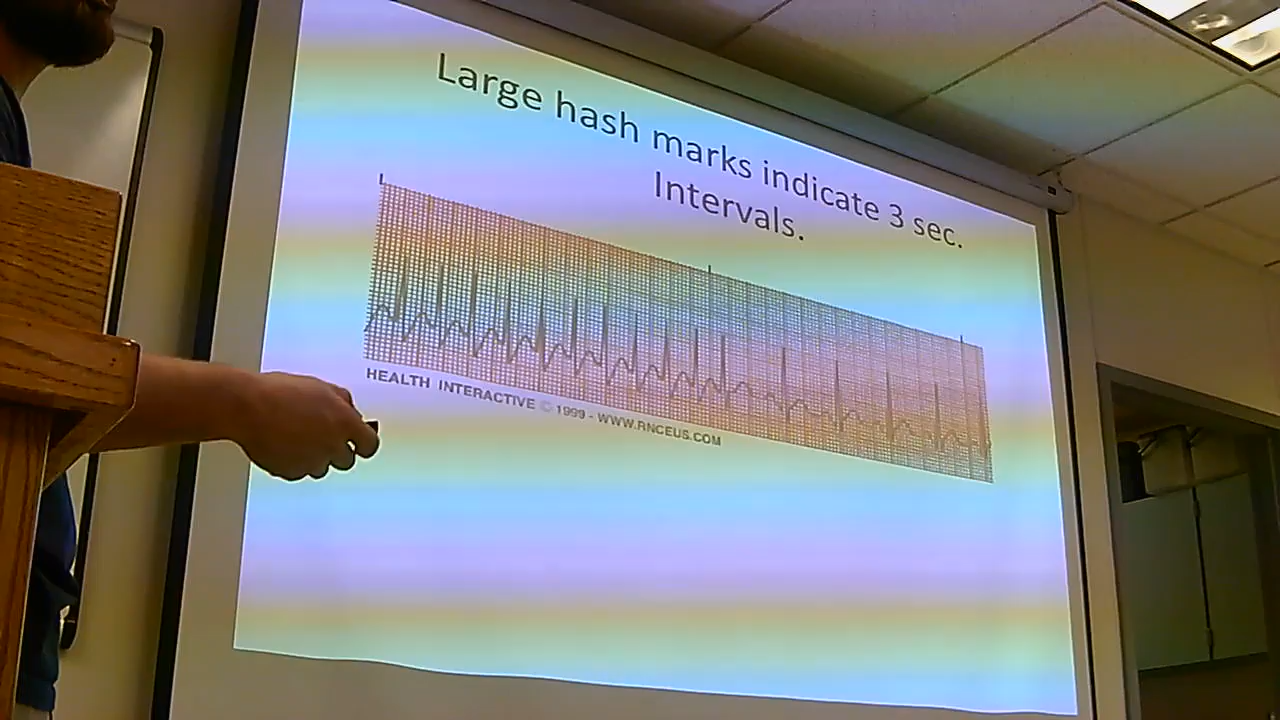 Large hash marks indicate 3 sec.
Intervals.
HEALTH INTERACTIVE © 1999 - WWW.RNCEUS.COM